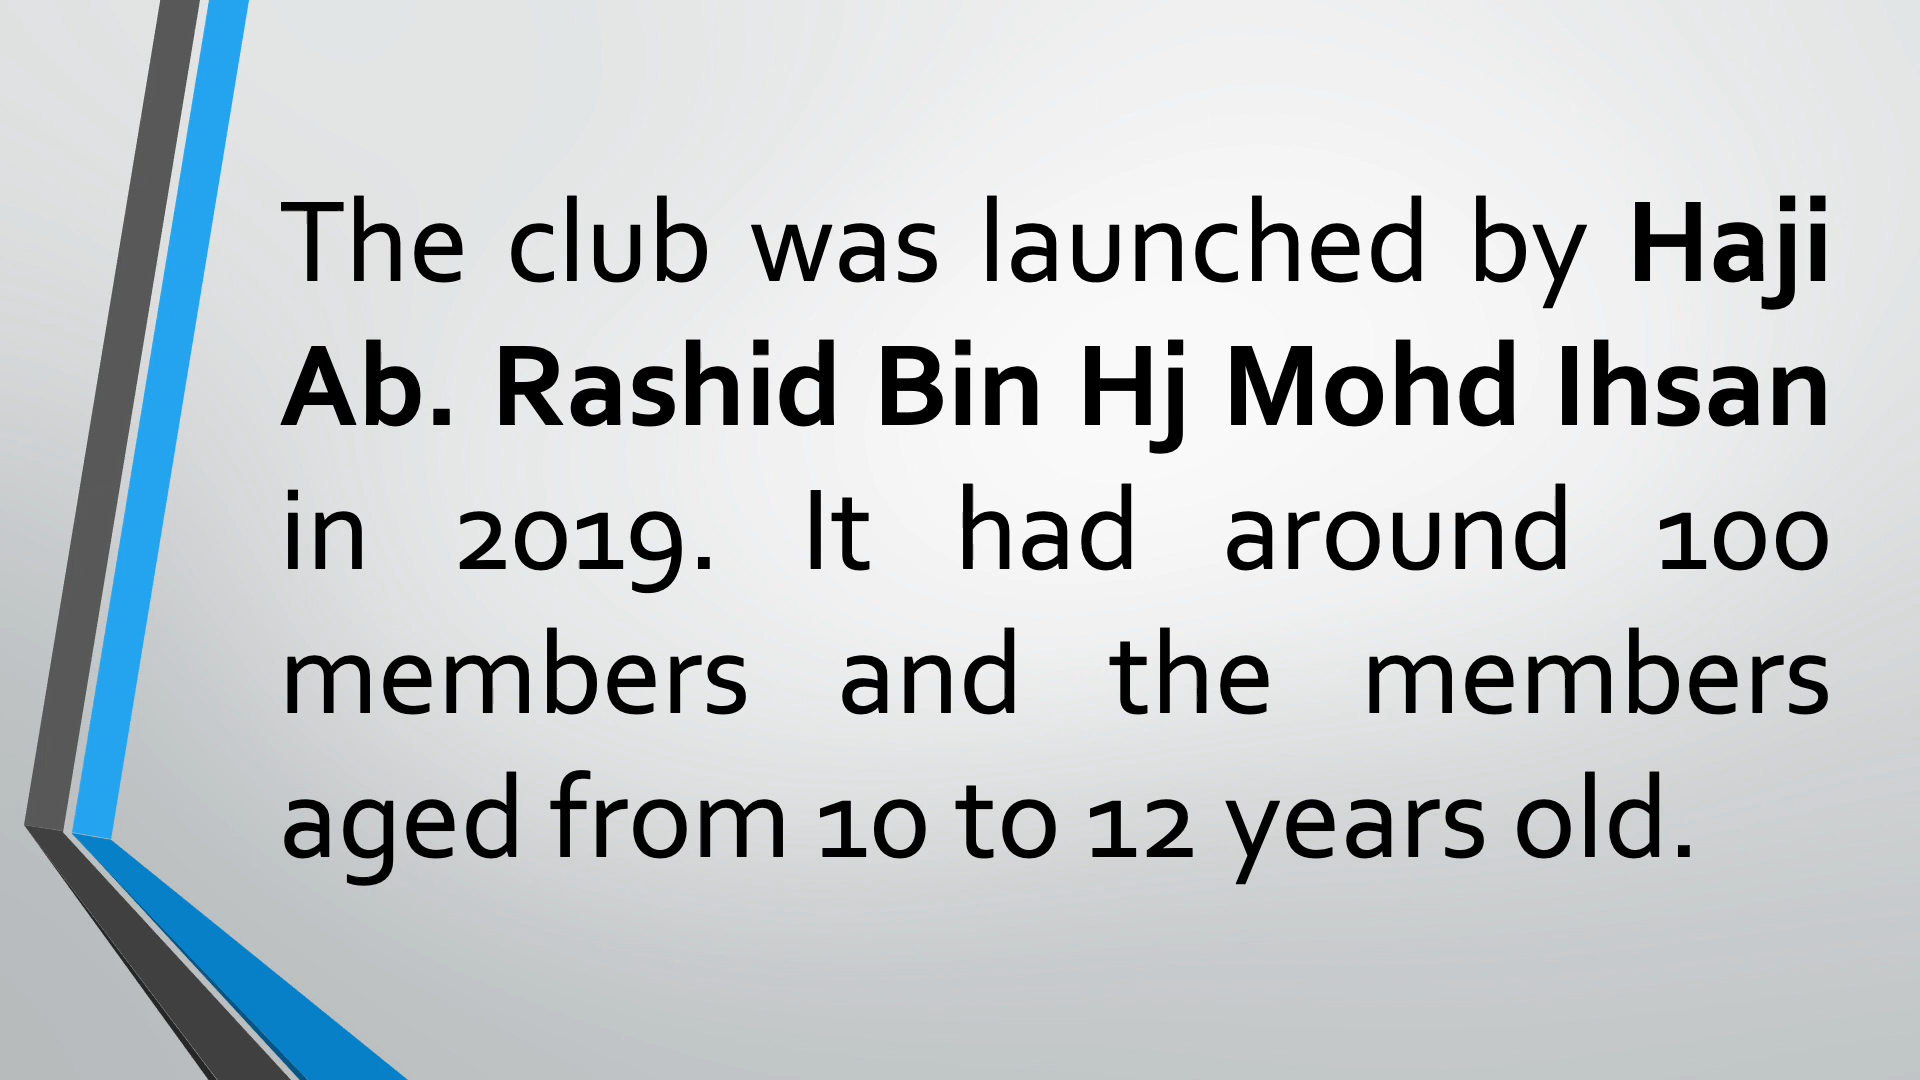 The club was launched by Haji
Ab. Rashid Bin Hj Mohd Ihsan
in 2019. It had around 100
members and the members
aged from 10 to 12 years old.